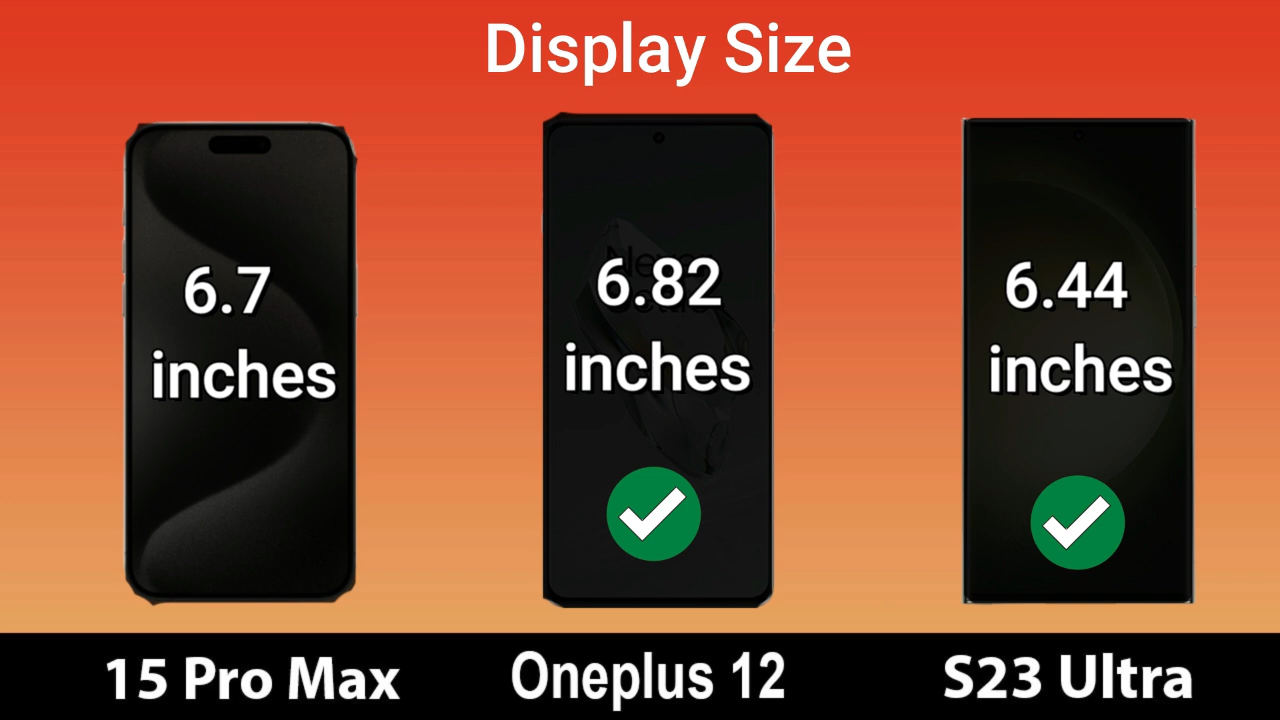 Display Size
6.7
inches
6.82
inches
6.44
inches
15 Pro Max
Oneplus 12
S23 Ultra